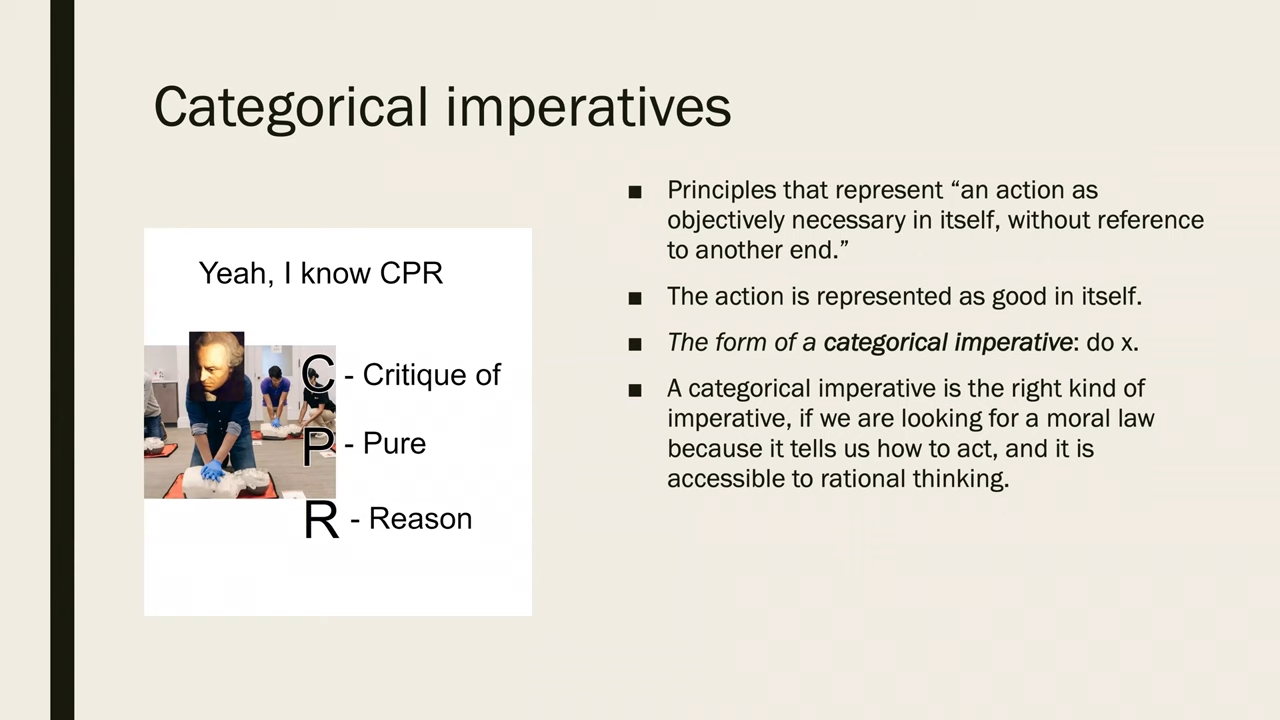 Categorical imperatives
Yeah, I know CPR
C - Critique of
P - Pure
R - Reason
■ Principles that represent “an action as
objectively necessary in itself, without reference
to another end.”
■ The action is represented as good in itself.
■ The form of a categorical imperative: do x.
■ A categorical imperative is the right kind of
imperative, if we are looking for a moral law
because it tells us how to act, and it is
accessible to rational thinking.